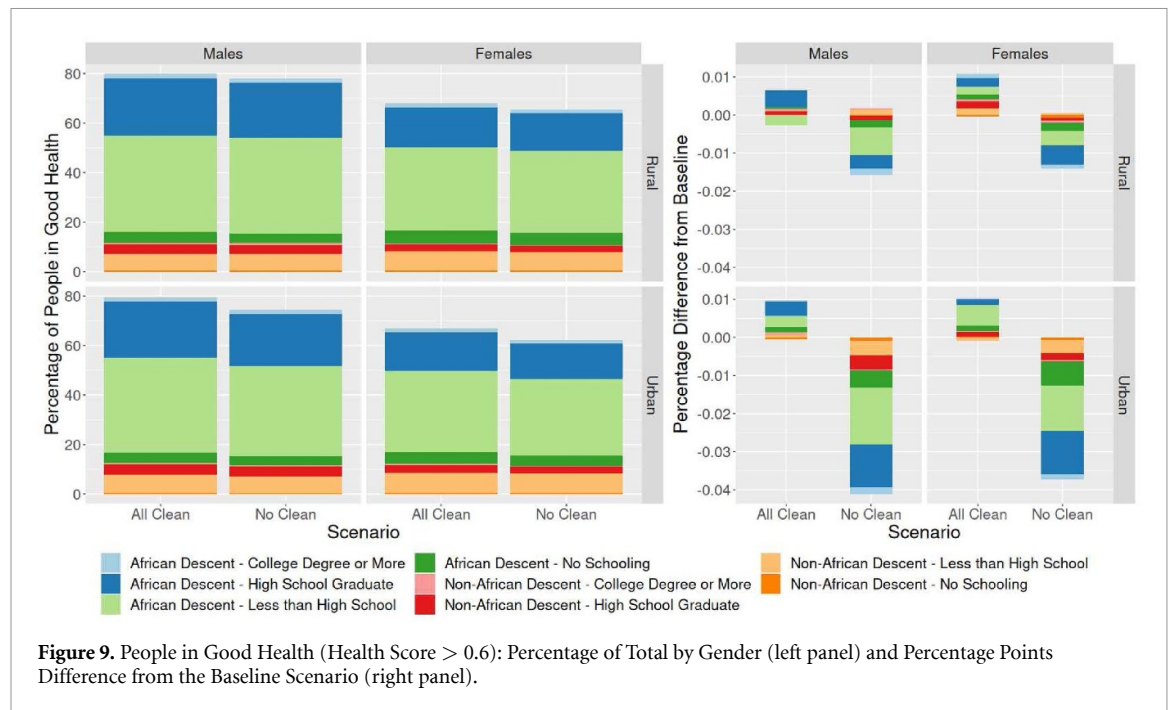 Males
Females
Males
Females
80
60
40
20
0
Rural
0.01
0.00
-0.01
-0.02
-0.03
-0.04
Rural
Percentage of People in Good Health
Percentage Difference from Baseline
80
60
40
20
0
Urban
0.01
0.00
-0.01
-0.02
-0.03
-0.04
Urban
All Clean
No Clean
All Clean
No Clean
All Clean
No Clean
All Clean
No Clean
Scenario
Scenario
African Descent - College Degree or More
African Descent - High School Graduate
African Descent - Less than High School
African Descent - No Schooling
Non-African Descent - College Degree or More
Non-African Descent - High School Graduate
Non-African Descent - Less than High School
Non-African Descent - No Schooling
Figure 9. People in Good Health (Health Score > 0.6): Percentage of Total by Gender (left panel) and Percentage Points
Difference from the Baseline Scenario (right panel).